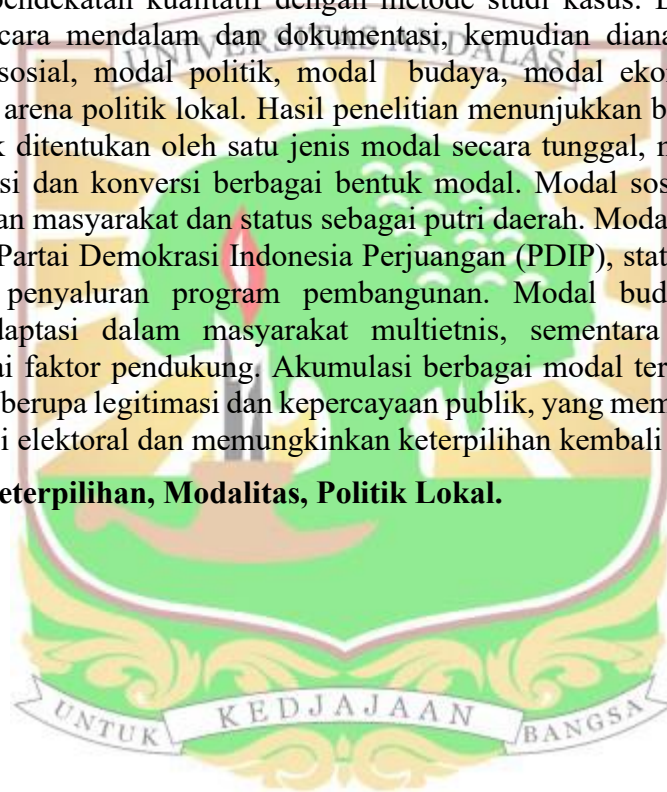 pendekatan kualitatif dengan metode studi kasus.
cara mendalam dan dokumentasi, kemudian diana
UNIVERSITAS ANDALAS
sosial, modal politik, modal budaya, modal eko
arena politik lokal. Hasil penelitian menunjukkan b
k ditentukan oleh satu jenis modal secara tunggal,
si dan konversi berbagai bentuk modal. Modal sos
an masyarakat dan status sebagai putri daerah. Moda
Partai Demokrasi Indonesia Perjuangan (PDIP), stat
penyaluran program pembangunan. Modal bud
daptasi dalam masyarakat multietnis, sementara
ai faktor pendukung. Akumulasi berbagai modal ter
berupa legitimasi dan kepercayaan publik, yang mem
i elektoral dan memungkinkan keterpilihan kembali
eterpilihan, Modalitas, Politik Lokal.
UNTUK KEDJAJAAN BANGSA